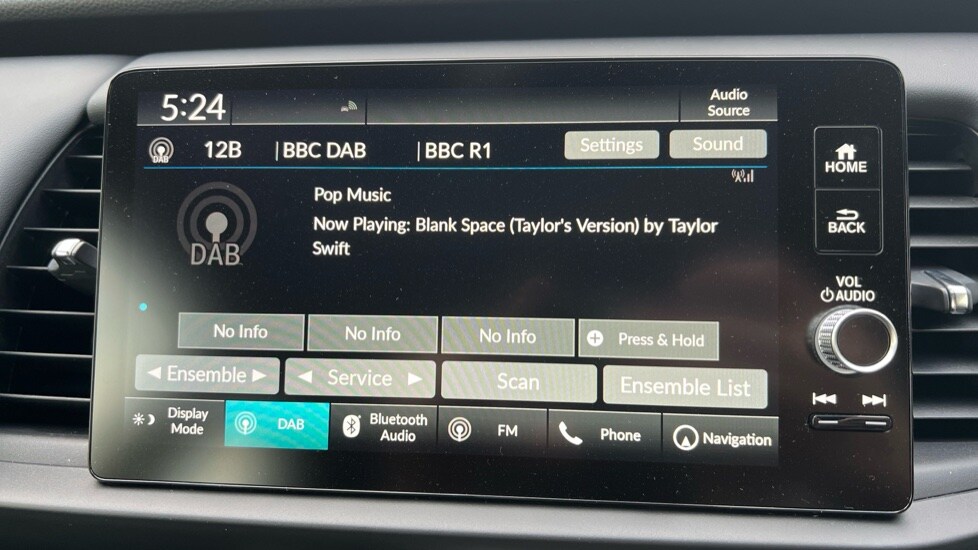 5:24
Audio
Source
DAB
12B
BBC DAB
BBC R1
Settings
Sound
DAB
Pop Music
Now Playing: Blank Space (Taylor's Version) by Taylor
Swift
No Info
No Info
No Info
Press & Hold
Ensemble
Service
Scan
Ensemble List
Display
Mode
DAB
Bluetooth
Audio
FM
Phone
Navigation
HOME
BACK
VOL
AUDIO